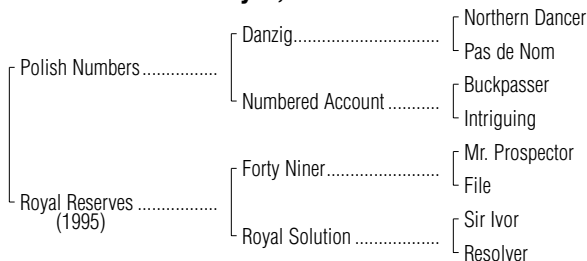 Northern Dancer
Danzig
Pas de Nom
Polish Numbers
Buckpasser
Numbered Account
Intriguing
Mr. Prospector
Forty Niner
File
Royal Reserves
(1995)
Sir Ivor
Royal Solution
Resolver